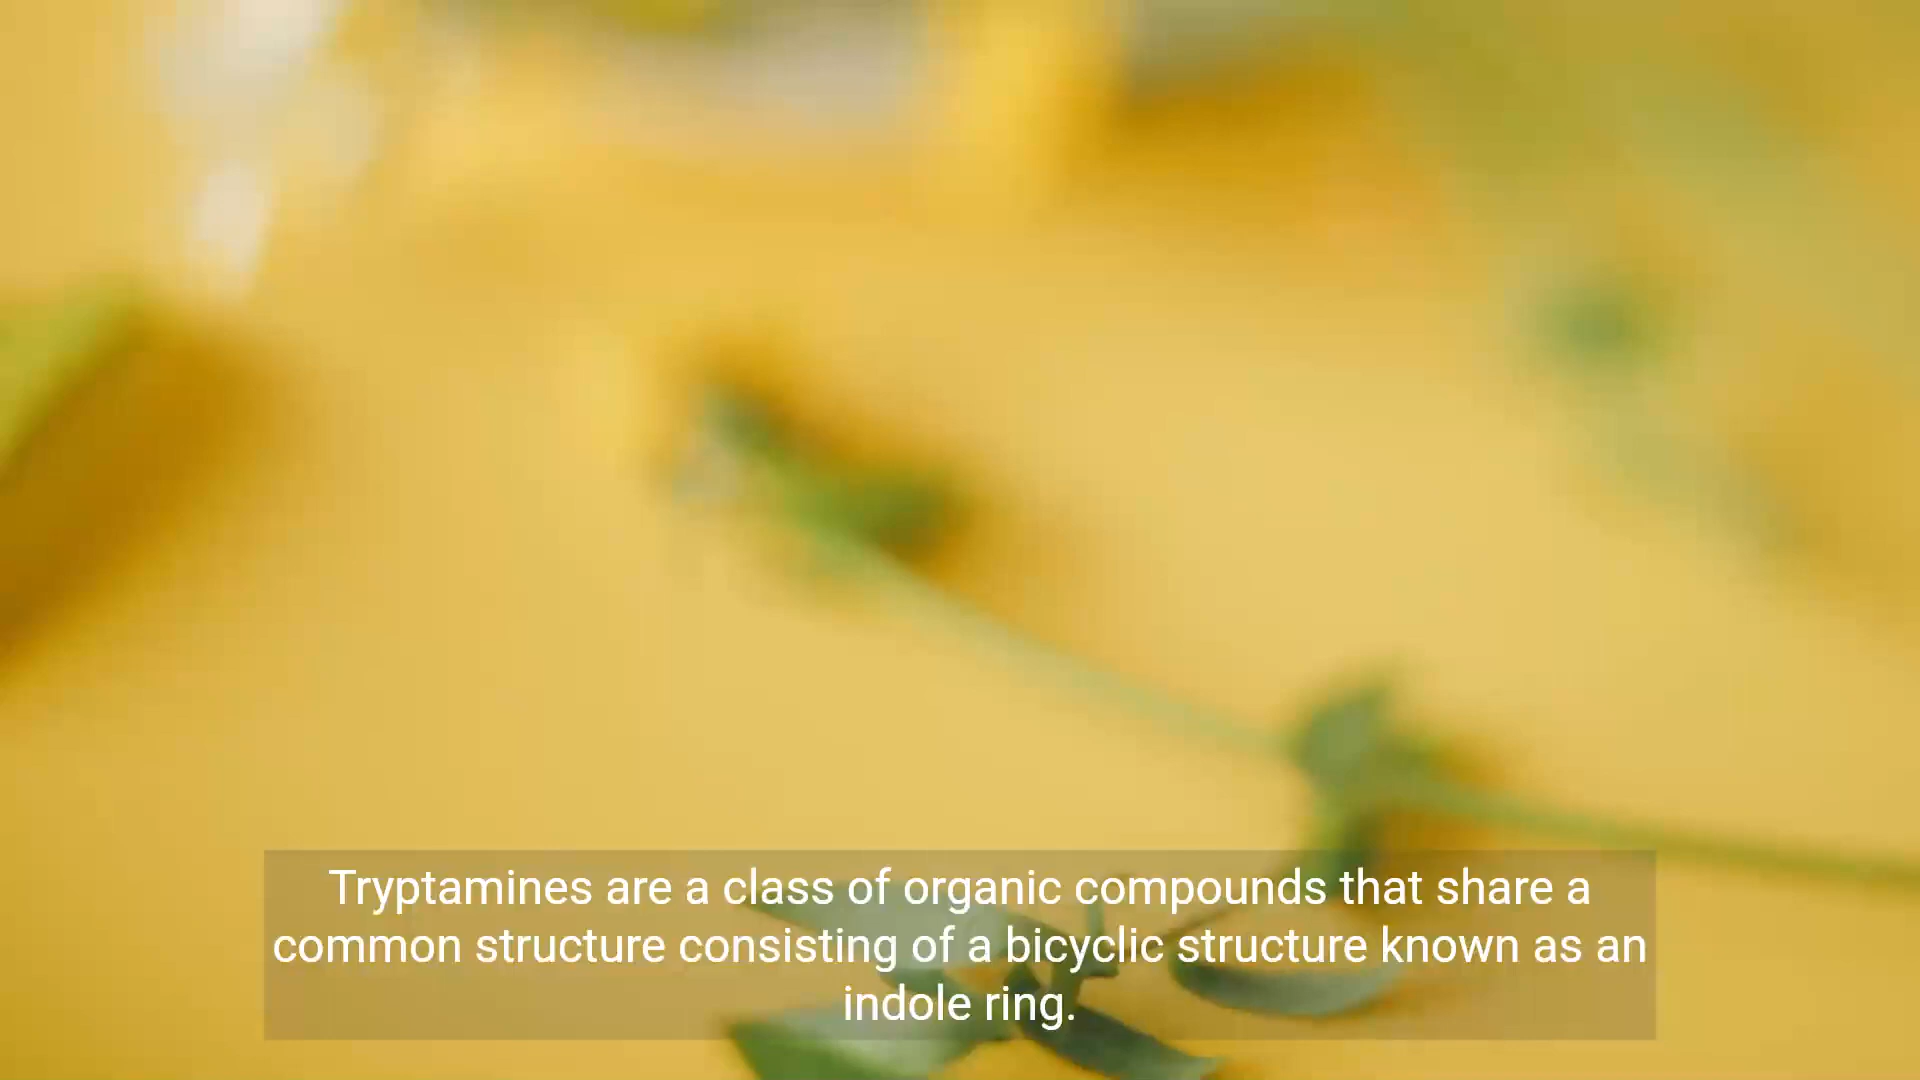 Tryptamines are a class of organic compounds that share a
common structure consisting of a bicyclic structure known as an
indole ring.